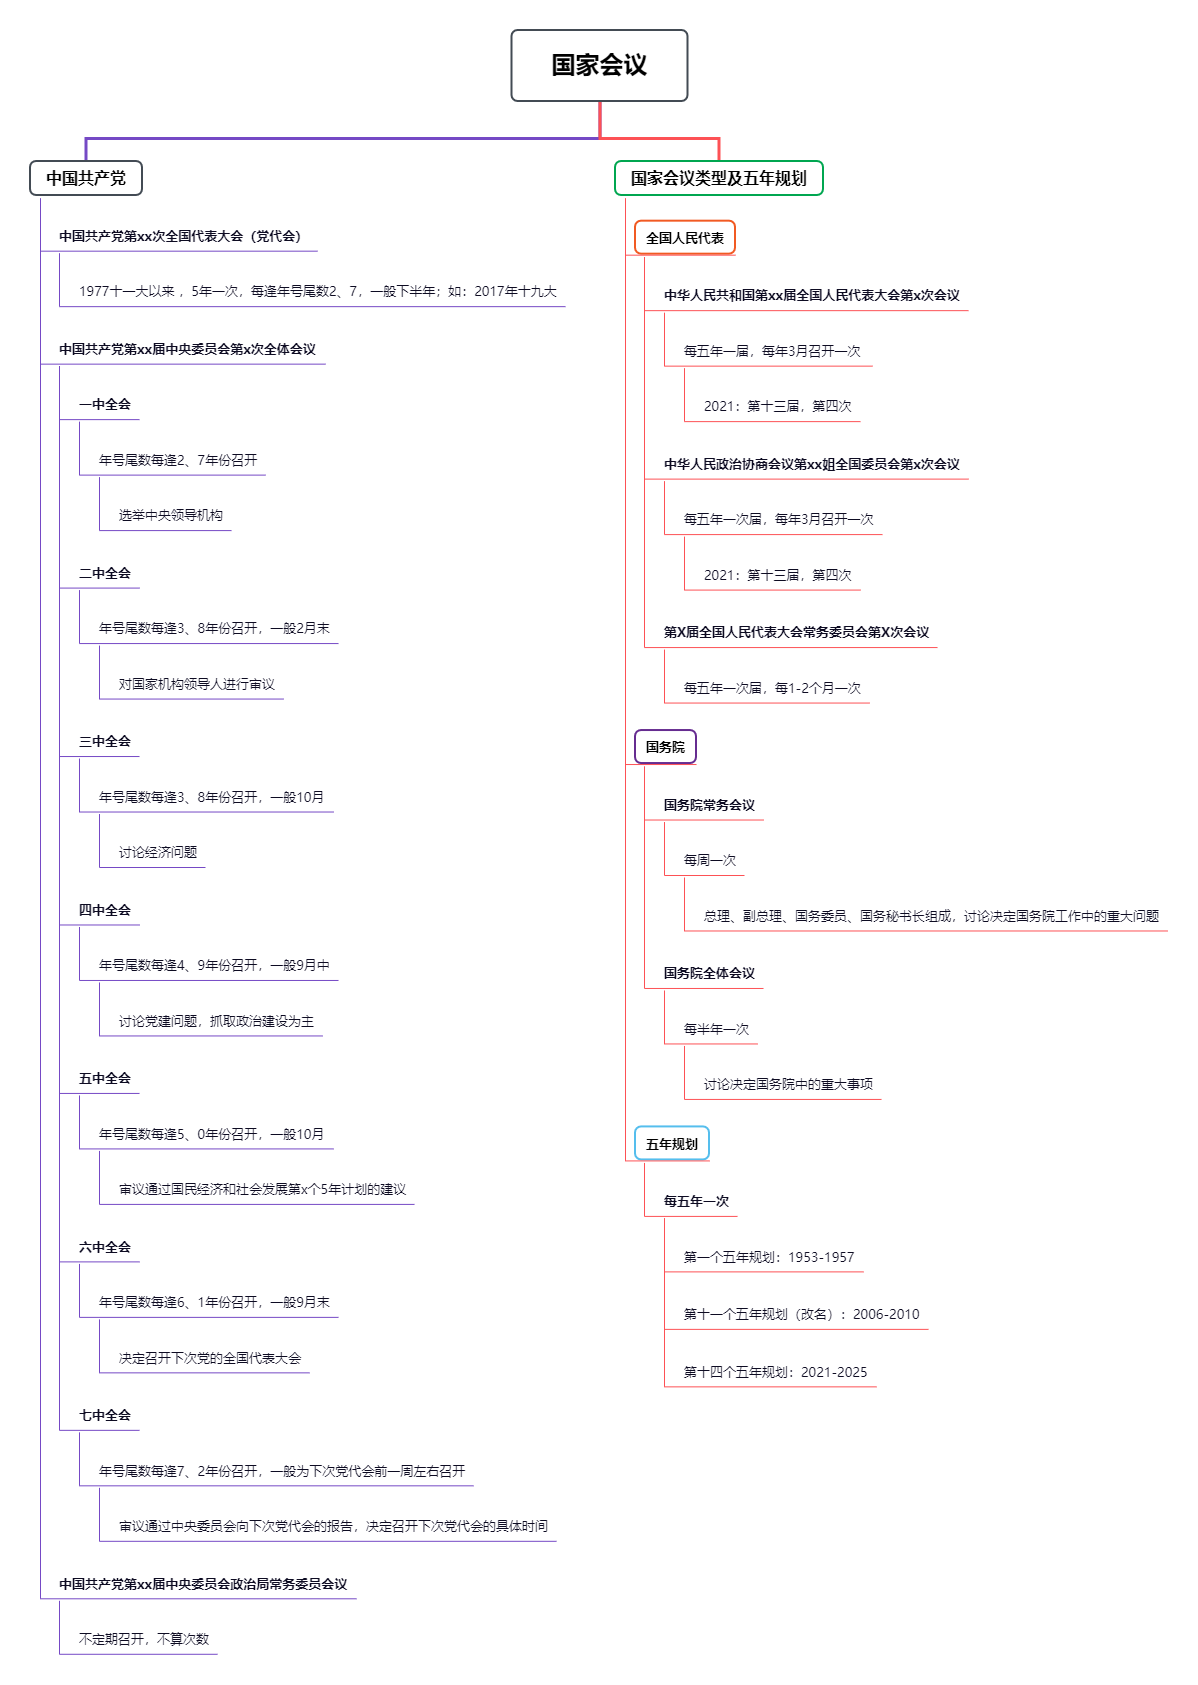 国家会议
中国共产党
中国共产党第xx次全国代表大会（党代会）
1977十一大以来 ，5年一次，每逢年号尾数2、7，一般下半年；如：2017年十九大
中国共产党第xx届中央委员会第x次全体会议
一中全会
年号尾数每逢2、7年份召开
选举中央领导机构
二中全会
年号尾数每逢3、8年份召开，一般2月末
对国家机构领导人进行审议
三中全会
年号尾数每逢3、8年份召开，一般10月
讨论经济问题
四中全会
年号尾数每逢4、9年份召开，一般9月中
讨论党建问题，抓取政治建设为主
五中全会
年号尾数每逢5、0年份召开，一般10月
审议通过国民经济和社会发展第x个5年计划的建议
六中全会
年号尾数每逢6、1年份召开，一般9月末
决定召开下次党的全国代表大会
七中全会
年号尾数每逢7、2年份召开，一般为下次党代会前一周左右召开
审议通过中央委员会向下次党代会的报告，决定召开下次党代会的具体时间
中国共产党第xx届中央委员会政治局常务委员会议
不定期召开，不算次数
国家会议类型及五年规划
全国人民代表
中华人民共和国第xx届全国人民代表大会第x次会议
每五年一届，每年3月召开一次
2021：第十三届，第四次
中华人民政治协商会议第xx姐全国委员会第x次会议
每五年一次届，每年3月召开一次
2021：第十三届，第四次
第X届全国人民代表大会常务委员会第X次会议
每五年一次届，每1-2个月一次
国务院
国务院常务会议
每周一次
总理、副总理、国务委员、国务秘书长组成，讨论决定国务院工作中的重大问题
国务院全体会议
每半年一次
讨论决定国务院中的重大事项
五年规划
每五年一次
第一个五年规划：1953-1957
第十一个五年规划（改名）：2006-2010
第十四个五年规划：2021-2025